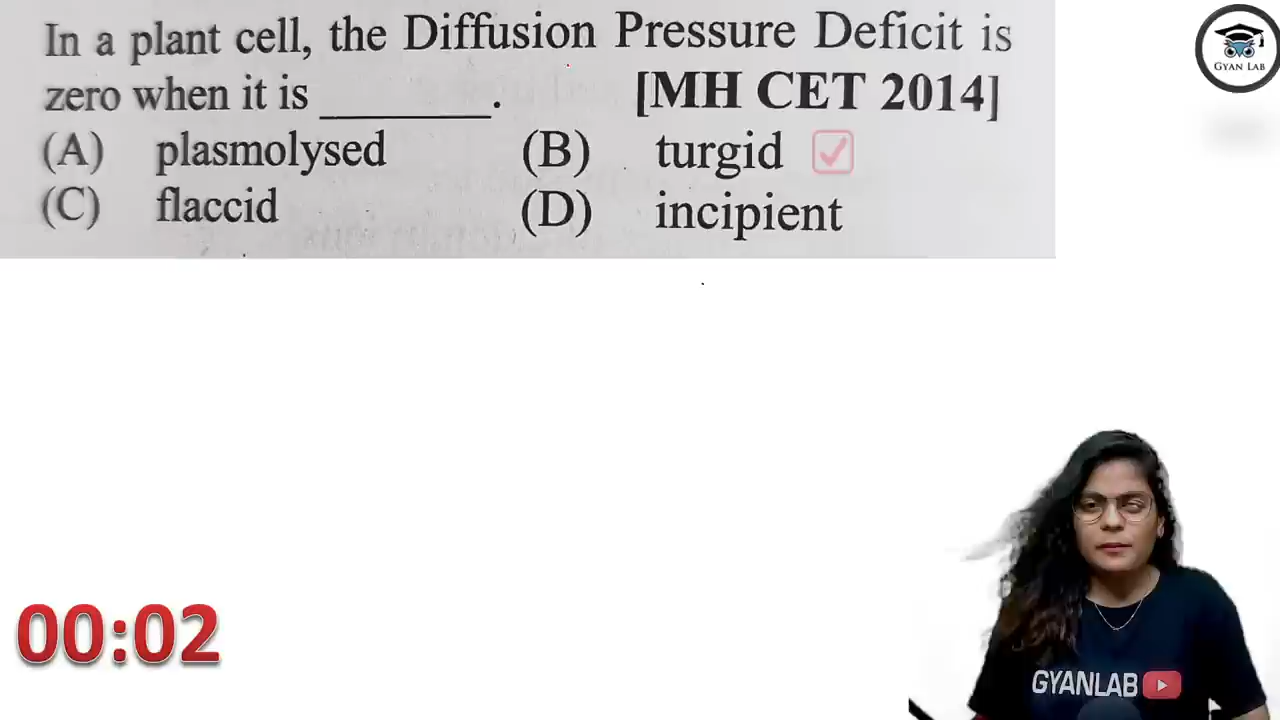 In a plant cell, the Diffusion Pressure Deficit is
zero when it is ________. [MH CET 2014]
(A) plasmolysed (B) turgid
(C) flaccid (D) incipient
GYAN LAB
00:02
GYANLAB